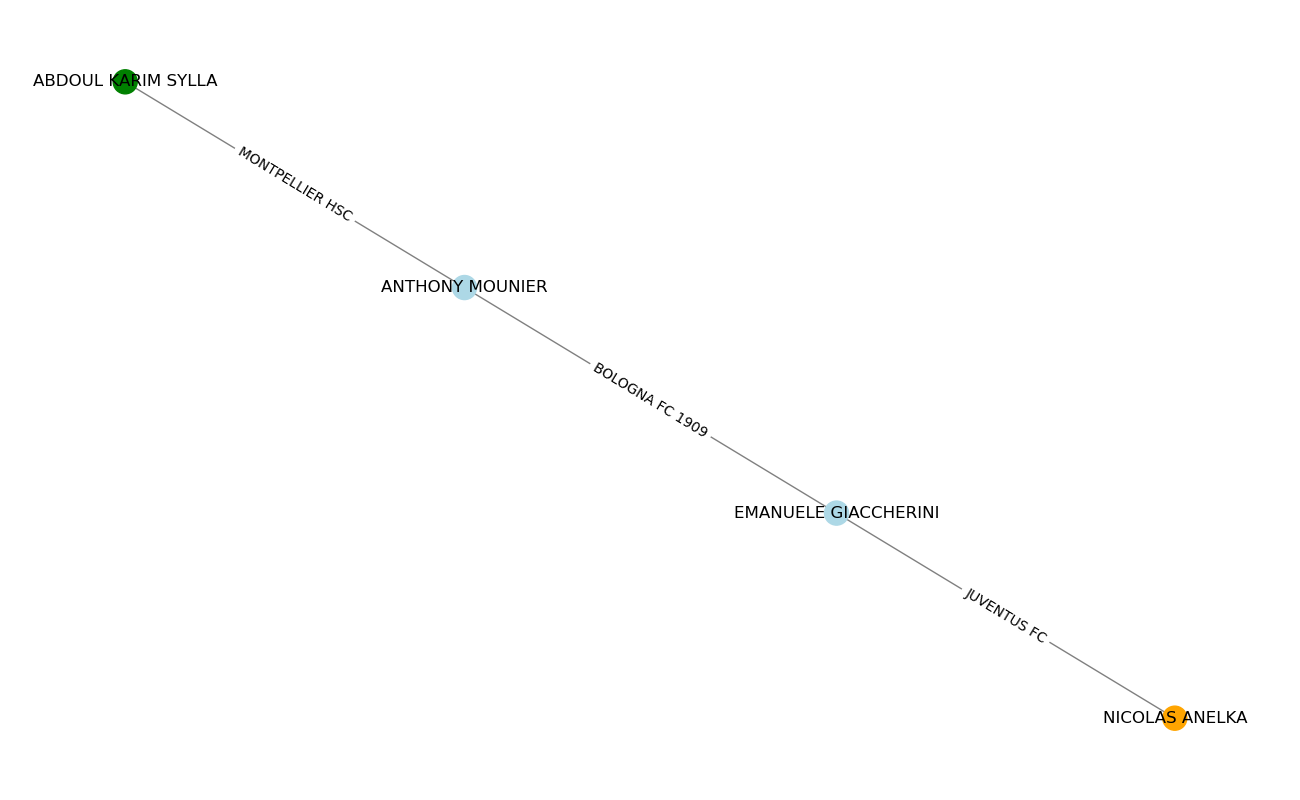 ABDOUL KARIM SYLLA
MONTPELLIER HSC
ANTHONY MOUNIER
BOLOGNA FC 1909
EMANUELE GIACCHERINI
JUVENTUS FC
NICOLAS ANELKA